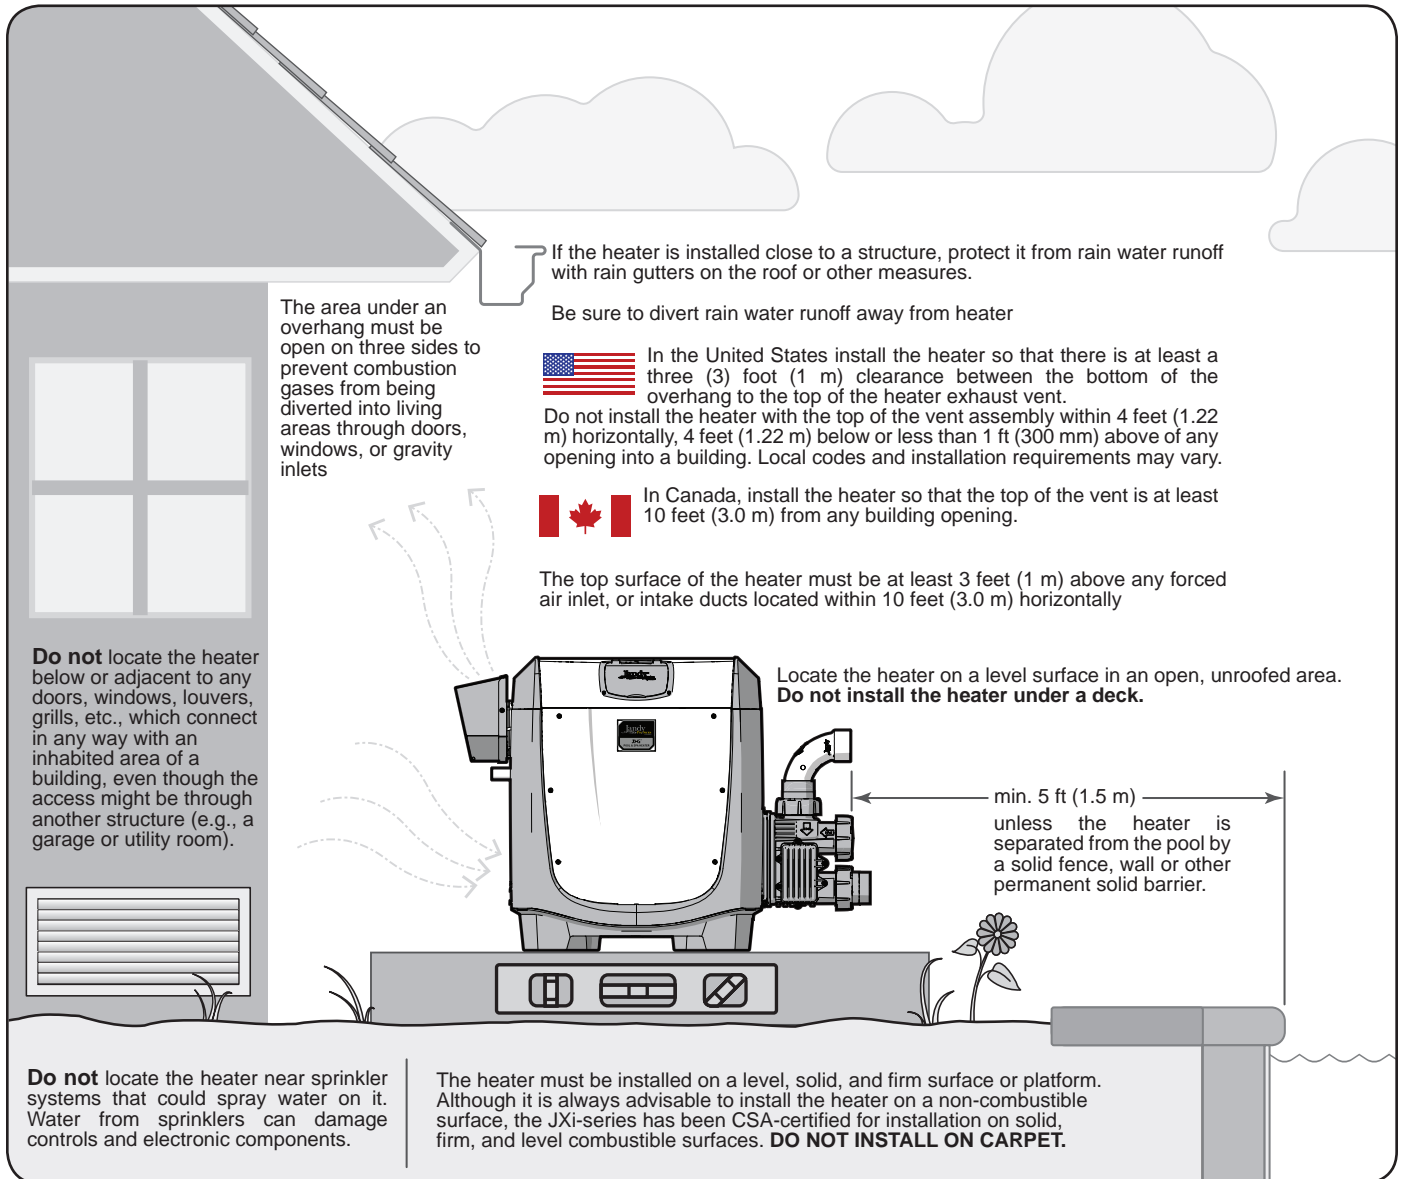 If the heater is installed close to a structure, protect it from rain water runoff
with rain gutters on the roof or other measures.
Be sure to divert rain water runoff away from heater
The area under an
overhang must be
open on three sides to
prevent combustion
gases from being
diverted into living
areas through doors,
windows, or gravity
inlets
In the United States install the heater so that there is at least a
three (3) foot (1 m) clearance between the bottom of the
overhang to the top of the heater exhaust vent.
Do not install the heater with the top of the vent assembly within 4 feet (1.22
m) horizontally, 4 feet (1.22 m) below or less than 1 ft (300 mm) above of any
opening into a building. Local codes and installation requirements may vary.
In Canada, install the heater so that the top of the vent is at least
10 feet (3.0 m) from any building opening.
The top surface of the heater must be at least 3 feet (1 m) above any forced
air inlet, or intake ducts located within 10 feet (3.0 m) horizontally
Do not locate the heater
below or adjacent to any
doors, windows, louvers,
grills, etc., which connect
in any way with an
inhabited area of a
building, even though the
access might be through
another structure (e.g., a
garage or utility room).
Jandy
Jandy
Locate the heater on a level surface in an open, unroofed area.
Do not install the heater under a deck.
min. 5 ft (1.5 m)
unless the heater is
separated from the pool by
a solid fence, wall or other
permanent solid barrier.
Do not locate the heater near sprinkler
systems that could spray water on it.
Water from sprinklers can damage
controls and electronic components.
The heater must be installed on a level, solid, and firm surface or platform.
Although it is always advisable to install the heater on a non-combustible
surface, the JXi-series has been CSA-certified for installation on solid,
firm, and level combustible surfaces. DO NOT INSTALL ON CARPET.